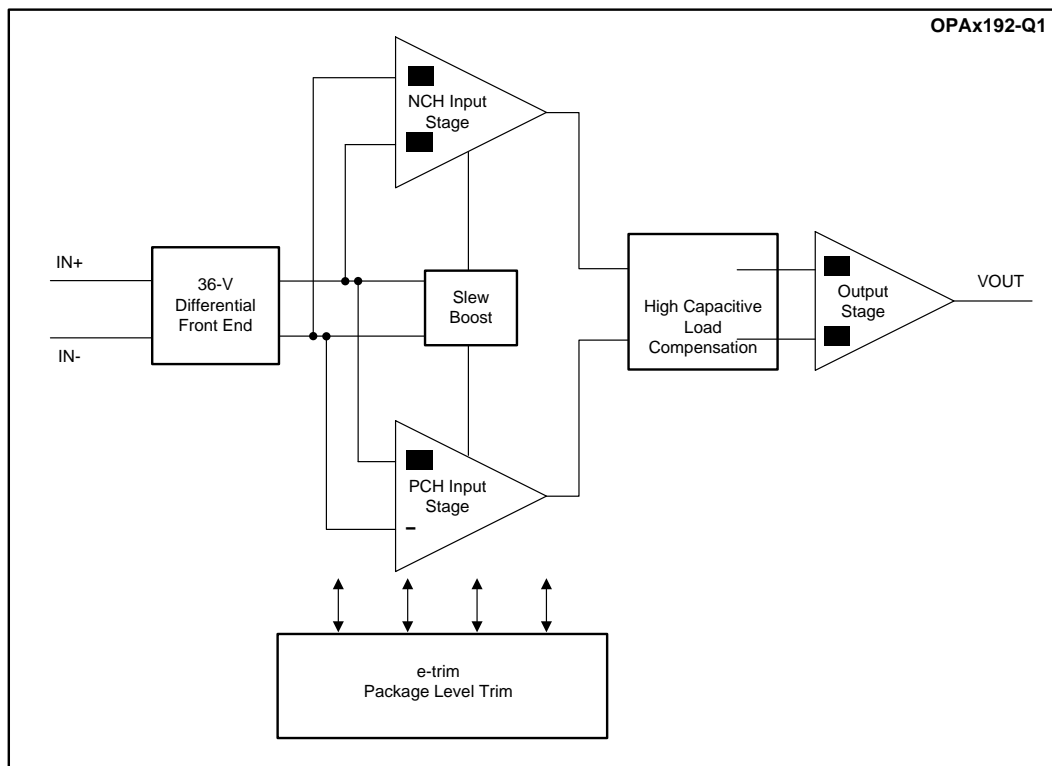 OPAx192-Q1
NCH Input
Stage
IN+
36-V
Differential
Front End
IN-
Slew
Boost
High Capacitive
Load
Compensation
Output
Stage
VOUT
PCH Input
Stage
-
e-trim
Package Level Trim